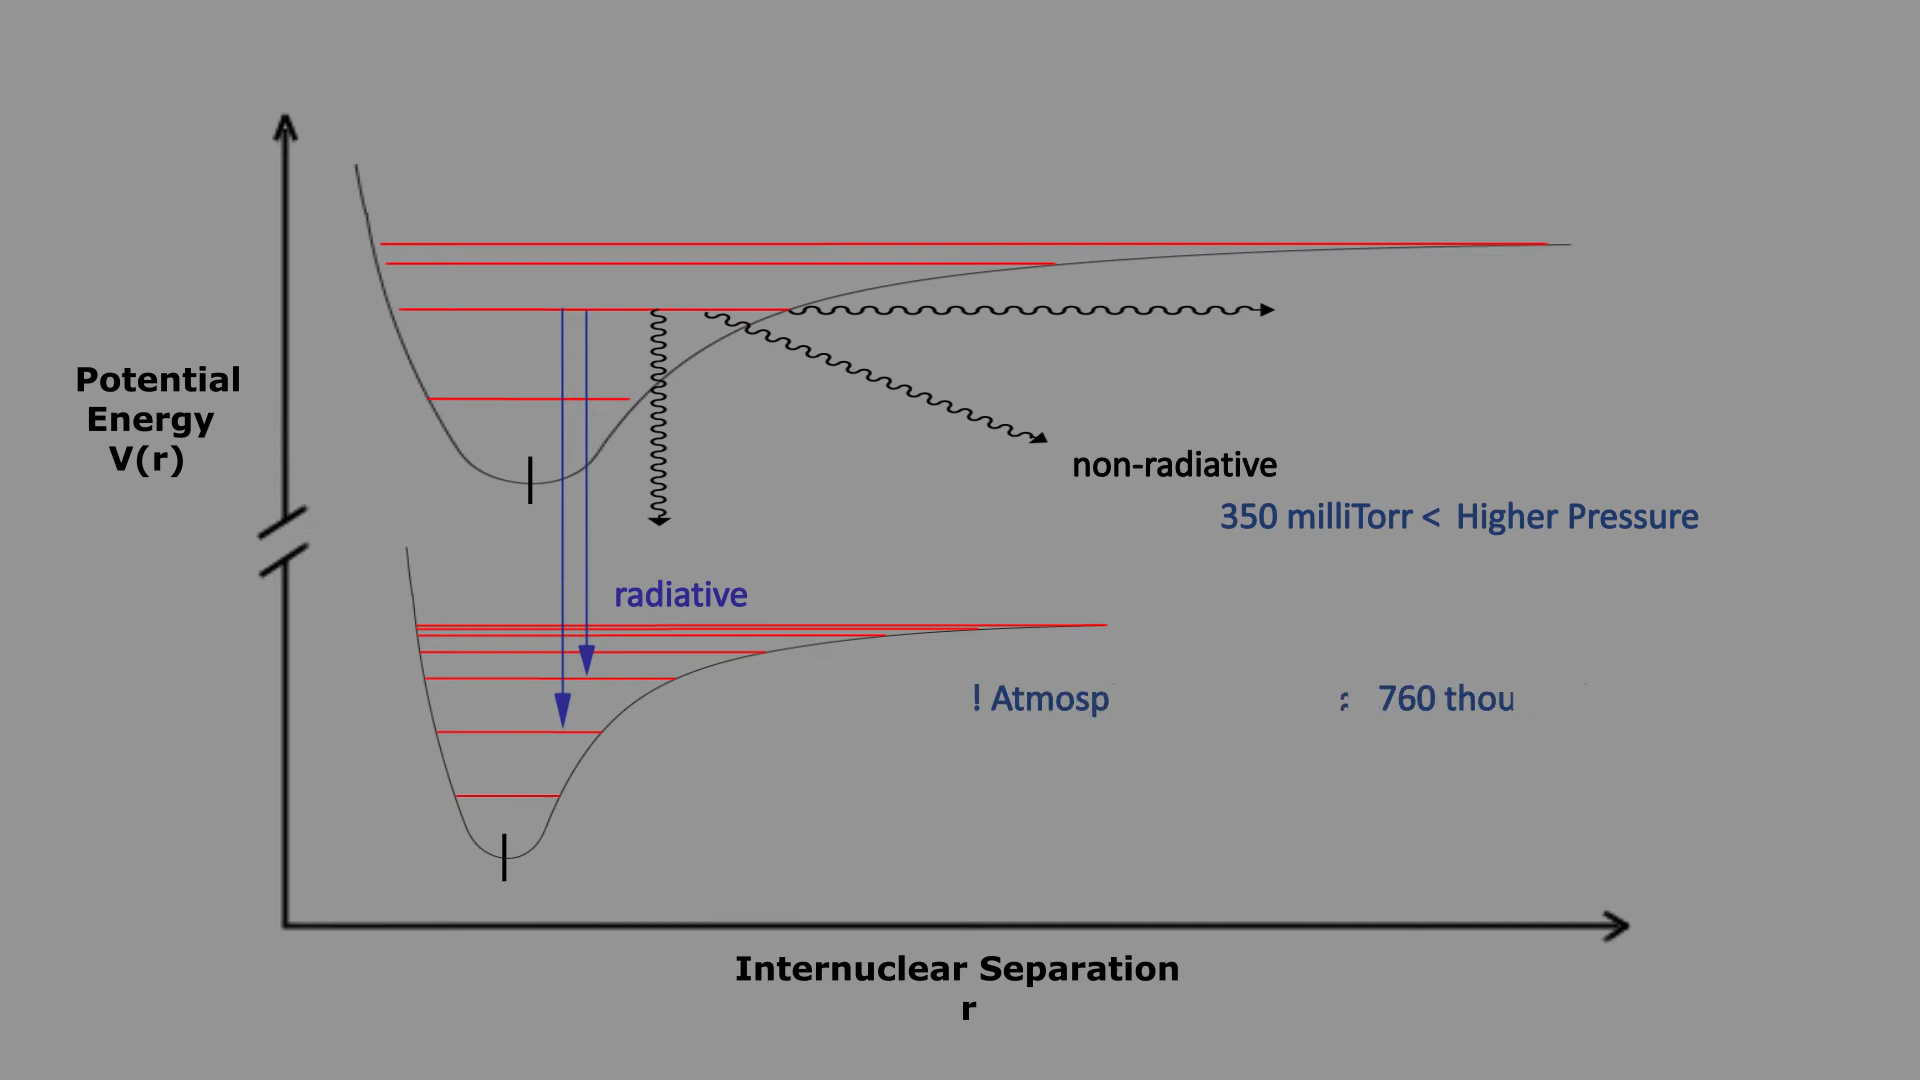 Potential
Energy
V(r)
non-radiative
350 milliTorr < Higher Pressure
radiative
! Atmosp
760 thou
Internuclear Separation
r